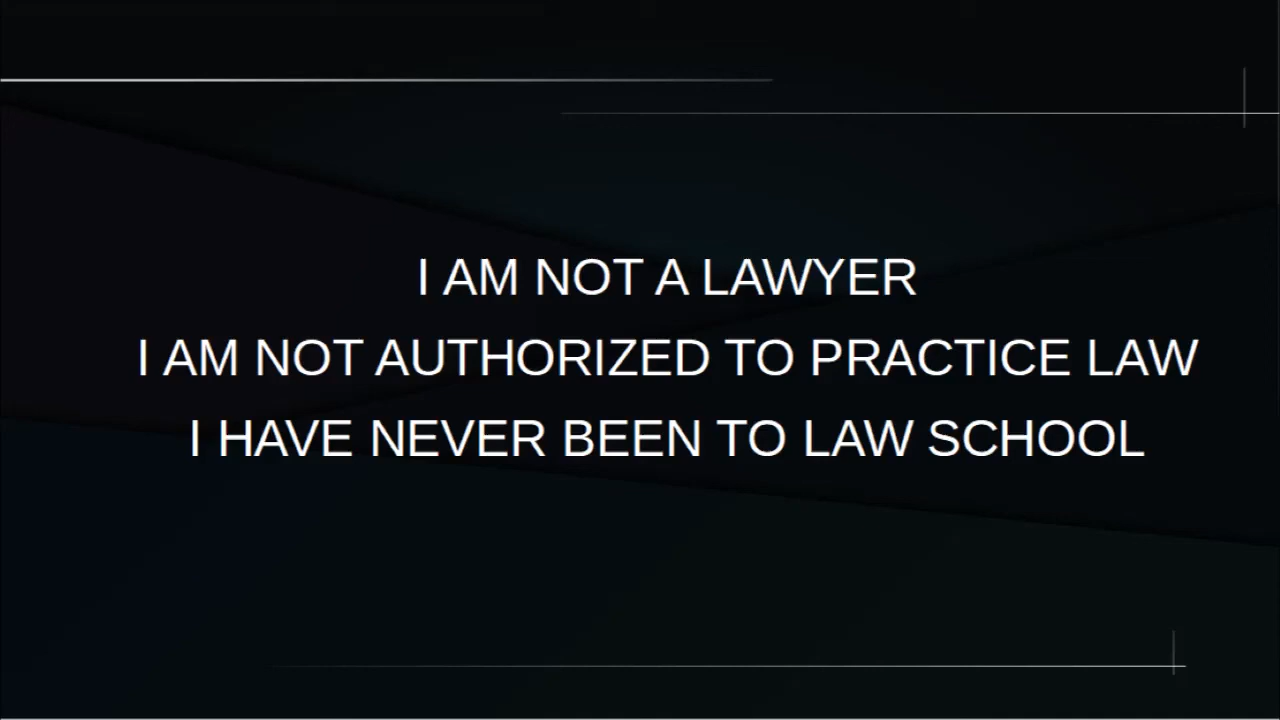 I AM NOT A LAWYER
I AM NOT AUTHORIZED TO PRACTICE LAW
I HAVE NEVER BEEN TO LAW SCHOOL